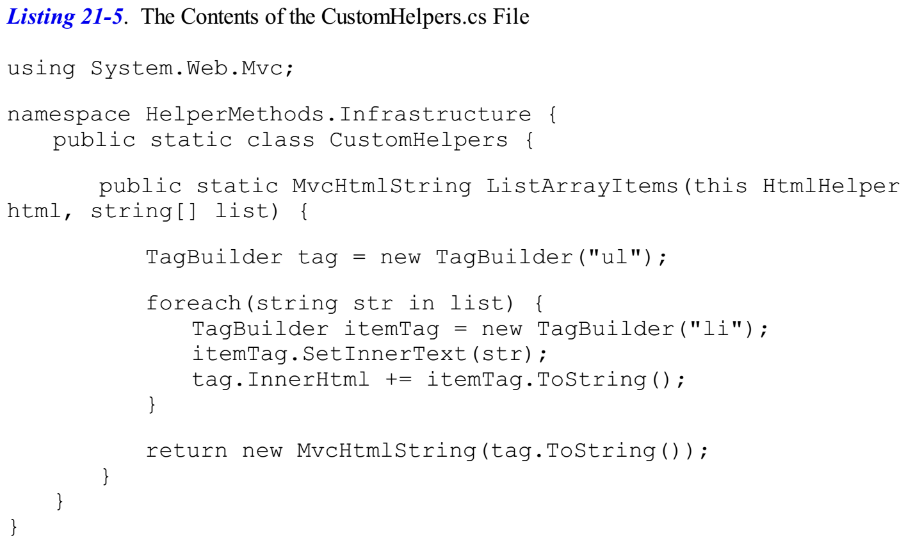 Listing 21-5. The Contents of the CustomHelpers.cs File
using System.Web.Mvc;
namespace HelperMethods.Infrastructure {
public static class CustomHelpers {
public static MvcHtmlString ListArrayItems(this HtmlHelper
html, string[] list) {
TagBuilder tag = new TagBuilder("ul");
foreach(string str in list) {
TagBuilder itemTag = new TagBuilder("li");
itemTag.SetInnerText(str);
tag.InnerHtml += itemTag.ToString();
}
return new MvcHtmlString(tag.ToString());
}
}
}